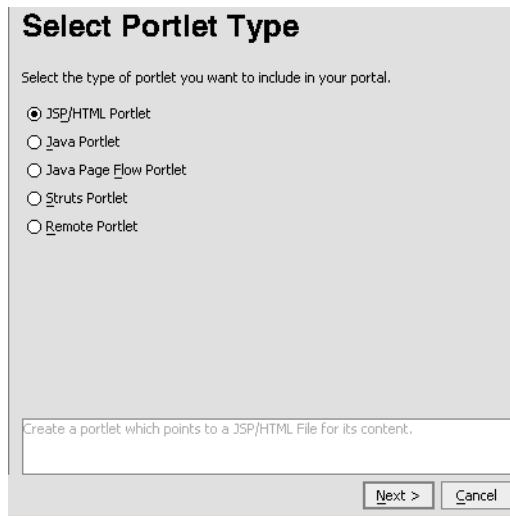 Select Portlet Type
Select the type of portlet you want to include in your portal.
JSP/HTML Portlet
Java Portlet
Java Page Flow Portlet
Struts Portlet
Remote Portlet
Create a portlet which points to a JSP/HTML File for its content.
Next > Cancel